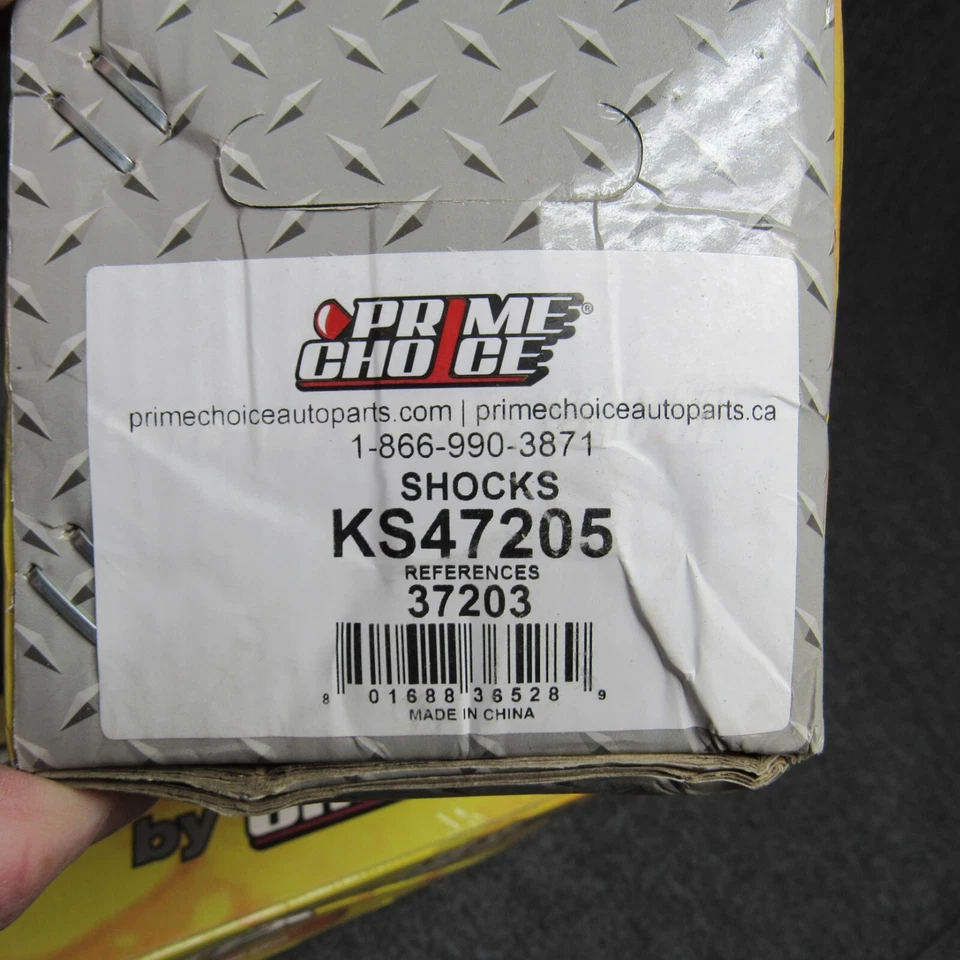 PRIME®
CHOICE
primechoiceautoparts.com | primechoiceautoparts.ca
1-866-990-3871
SHOCKS
KS47205
REFERENCES
37203
8 01688 36528 9
MADE IN CHINA
by